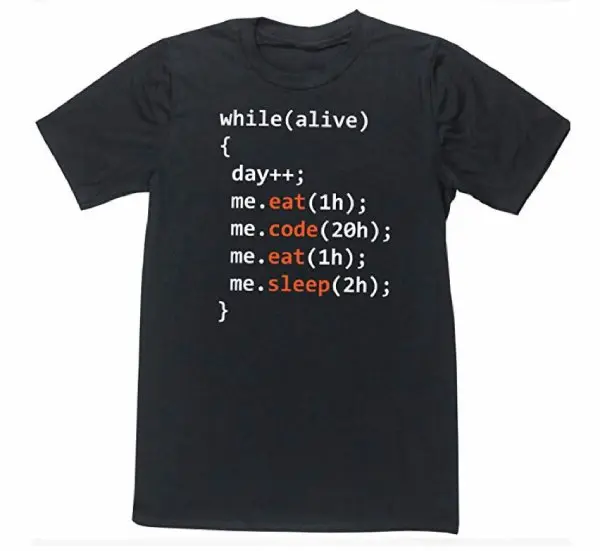 while(alive)
{
day++;
me.eat(1h);
me.code(20h);
me.eat(1h);
me.sleep(2h);
}